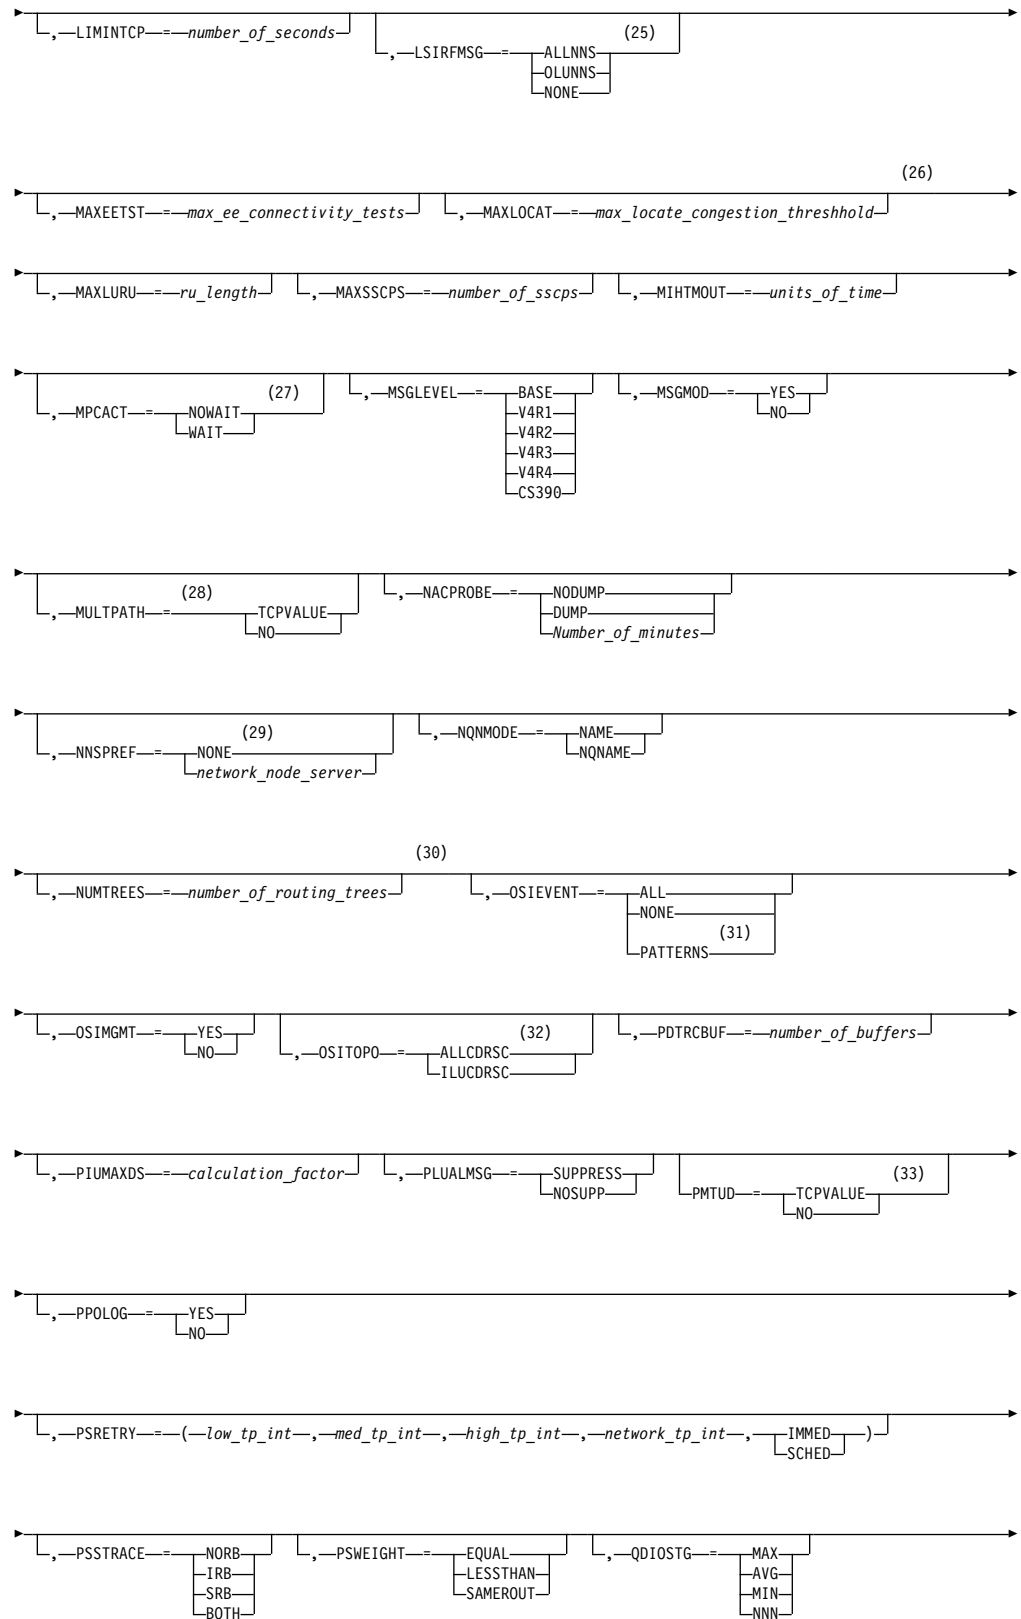 ,LIMINTCP=number_of_seconds
(25)
,LSIRFMSG=ALLNNS
OLUNNS
NONE
(26)
,MAXEETST=max_ee_connectivity_tests ,MAXLOCAT=max_locate_congestion_threshhold
,MAXLURU=ru_length ,MAXSSCPS=number_of_sscps ,MIHTMOUT=units_of_time
(27)
,MPCACT=NOWAIT
WAIT
,MSGLEVEL=BASE
V4R1
V4R2
V4R3
V4R4
CS390
,MSGMOD=YES
NO
(28)
,MULTPATH=TCPVALUE
NO
,NACPROBE=NODUMP
DUMP
Number_of_minutes
(29)
,NNSPREF=NONE
network_node_server
,NQNMODE=NAME
NQNAME
(30)
,NUMTREES=number_of_routing_trees
,OSIEVENT=ALL
NONE
(31)
PATTERNS
,OSIMGMT=YES
NO
(32)
,OSITOPO=ALLCDRSC
ILUCDRSC
,PDTRCBUF=number_of_buffers
,PIUMAXDS=calculation_factor
,PLUALMSG=SUPPRESS
NOSUPP
(33)
PMTUD=TCPVALUE
NO
,PPOLOG=YES
NO
,PSRETRY=(low_tp_int,med_tp_int,high_tp_int,network_tp_int,IMMED)
SCHED
,PSSTRACE=NORB
IRB
SRB
BOTH
,PSWEIGHT=EQUAL
LESSTHAN
SAMEROUT
,QDIOSTG=MAX
AVG
MIN
NNN